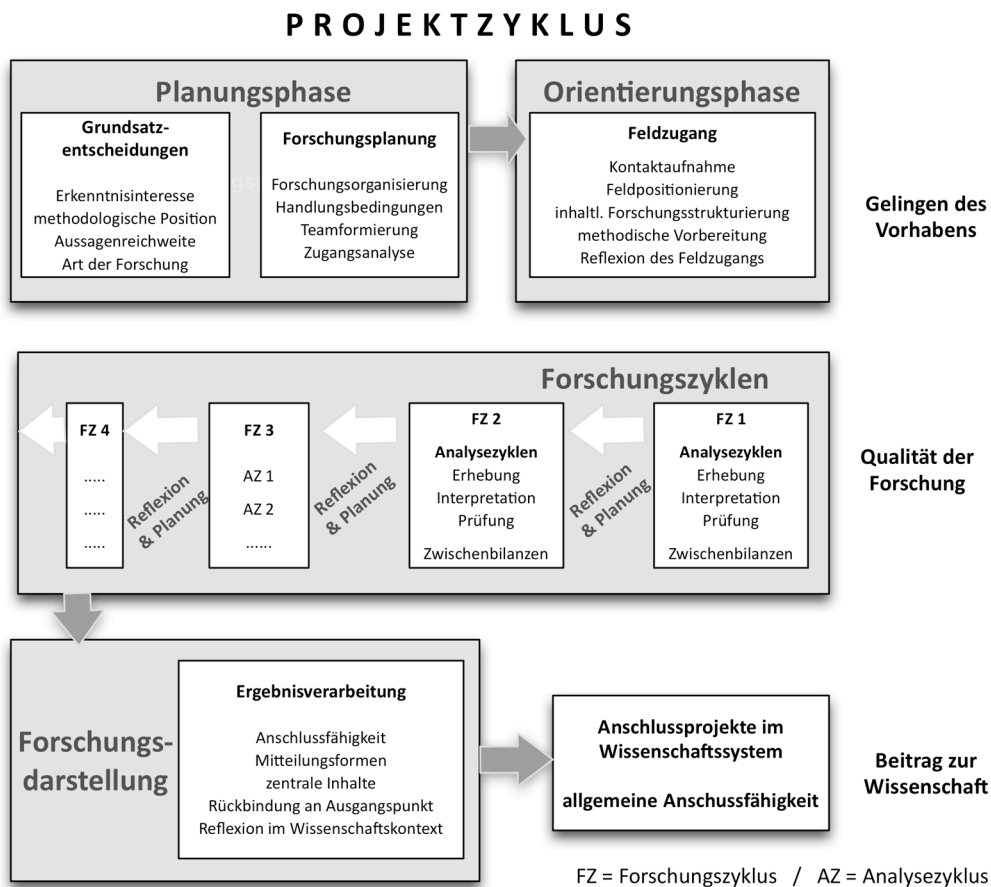 PROJEKTZYKLUS
Planungsphase
Grundsatz-
entscheidungen
Erkenntnisinteresse
methodologische Position
Aussagenreichweite
Art der Forschung
Forschungsplanung
Forschungsorganisierung
Handlungsbedingungen
Teamformierung
Zugangsanalyse
Orientierungsphase
Feldzugang
Kontaktaufnahme
Feldpositionierung
inhaltl. Forschungsstrukturierung
methodische Vorbereitung
Reflexion des Feldzugangs
Gelingen des
Vorhabens
Forschungszyklen
FZ 4
.....
.....
.....
Reflexion
& Planung
FZ 3
AZ 1
AZ 2
......
Reflexion
& Planung
FZ 2
Analysezyklen
Erhebung
Interpretation
Prüfung
Zwischenbilanzen
Reflexion
& Planung
FZ 1
Analysezyklen
Erhebung
Interpretation
Prüfung
Zwischenbilanzen
Qualität der
Forschung
Forschungs-
darstellung
Ergebnisverarbeitung
Anschlussfähigkeit
Mitteilungsformen
zentrale Inhalte
Rückbindung an Ausgangspunkt
Reflexion im Wissenschaftskontext
Anschlussprojekte im
Wissenschaftssystem
allgemeine Anschussfähigkeit
Beitrag zur
Wissenschaft
FZ = Forschungszyklus / AZ = Analysezyklus